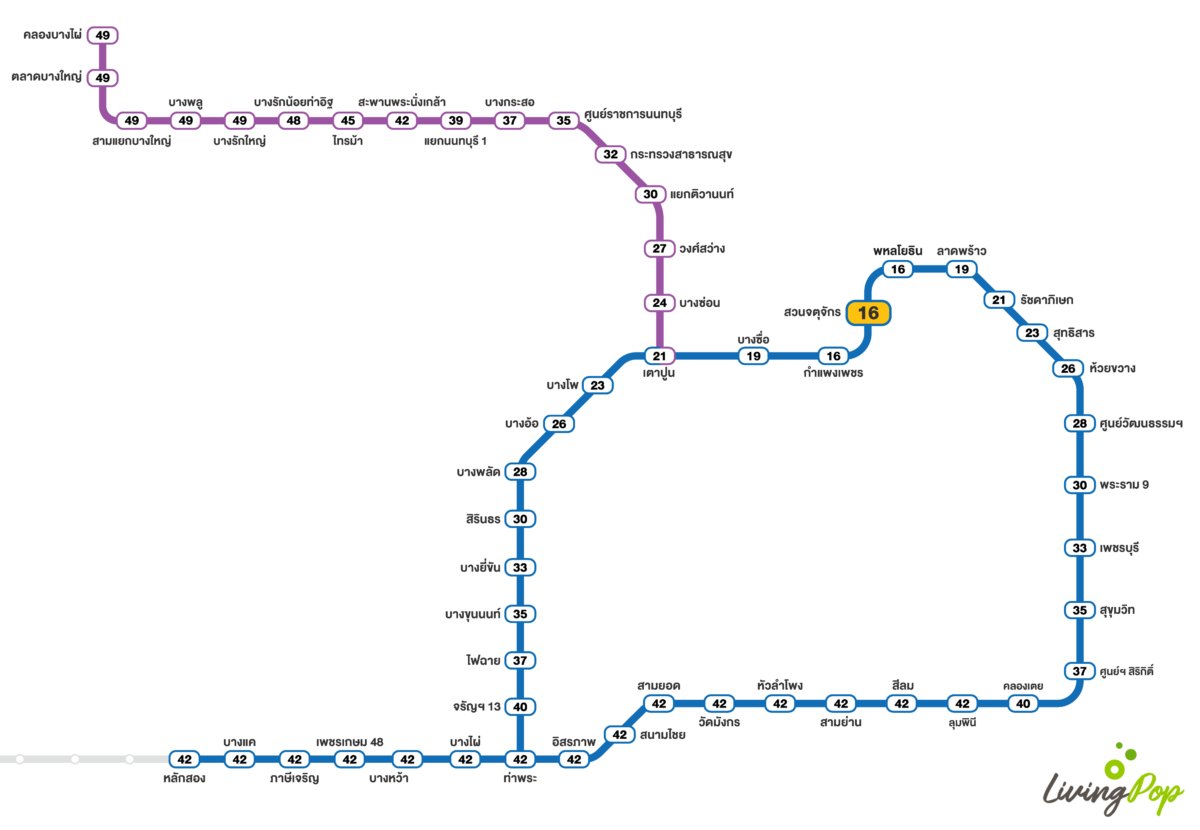 คลองบางไผ่ 49
ตลาดบางใหญ่ 49
บางพลู บางรักน้อยท่าอิฐ สะพานพระนั่งเกล้า บางกระสอ ศูนย์ราชการนนทบุรี
49 49 49 48 45 42 39 37 35
สามแยกบางใหญ่ บางรักใหญ่ ไทรม้า แยกนนทบุรี 1
32 กระทรวงสาธารณสุข
30 แยกติวานนท์
27 วงศ์สว่าง
พหลโยธิน ลาดพร้าว
16 19
24 บางซ่อน
สวนจตุจักร 16
21 รัชดาภิเษก
23 สุทธิสาร
บางซื่อ
21 19 16
เตาปูน กำแพงเพชร
26 ห้วยขวาง
บางโพ 23
บางอ้อ 26
28 ศูนย์วัฒนธรรมฯ
บางพลัด 28
30 พระราม 9
สิรินธร 30
33 เพชรบุรี
บางยี่ขัน 33
บางขุนนนท์ 35
35 สุขุมวิท
ไฟฉาย 37
37 ศูนย์ฯ สิริกิติ์
สามยอด หัวลำโพง สีลม คลองเตย
จรัญฯ 13 40
42 42 42 42 42 42 40
วัดมังกร สามย่าน ลุมพินี
42 สนามไชย
บางแค เพชรเกษม 48 บางไผ่ อิสรภาพ
42 42 42 42 42 42 42 42
หลักสอง ภาษีเจริญ บางหว้า ท่าพระ
LivingPop